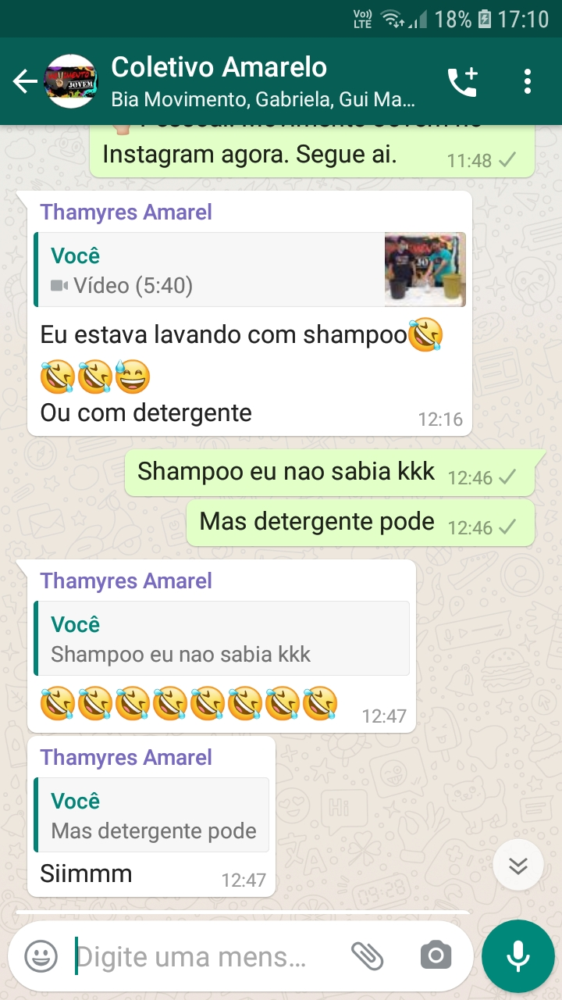 Vo))
LTE
18%
17:10
Coletivo Amarelo
Bia Movimento, Gabriela, Gui Ma...
Instagram agora. Segue ai.
11:48
Thamyres Amarel
Você
Vídeo (5:40)
Eu estava lavando com shampoo🤣
🤣🤣😅
Ou com detergente
12:16
Shampoo eu nao sabia kkk
12:46
Mas detergente pode
12:46
Thamyres Amarel
Você
Shampoo eu nao sabia kkk
🤣🤣🤣🤣🤣🤣🤣🤣
12:47
Thamyres Amarel
Você
Mas detergente pode
Siimmm
12:47
Digite uma mens...